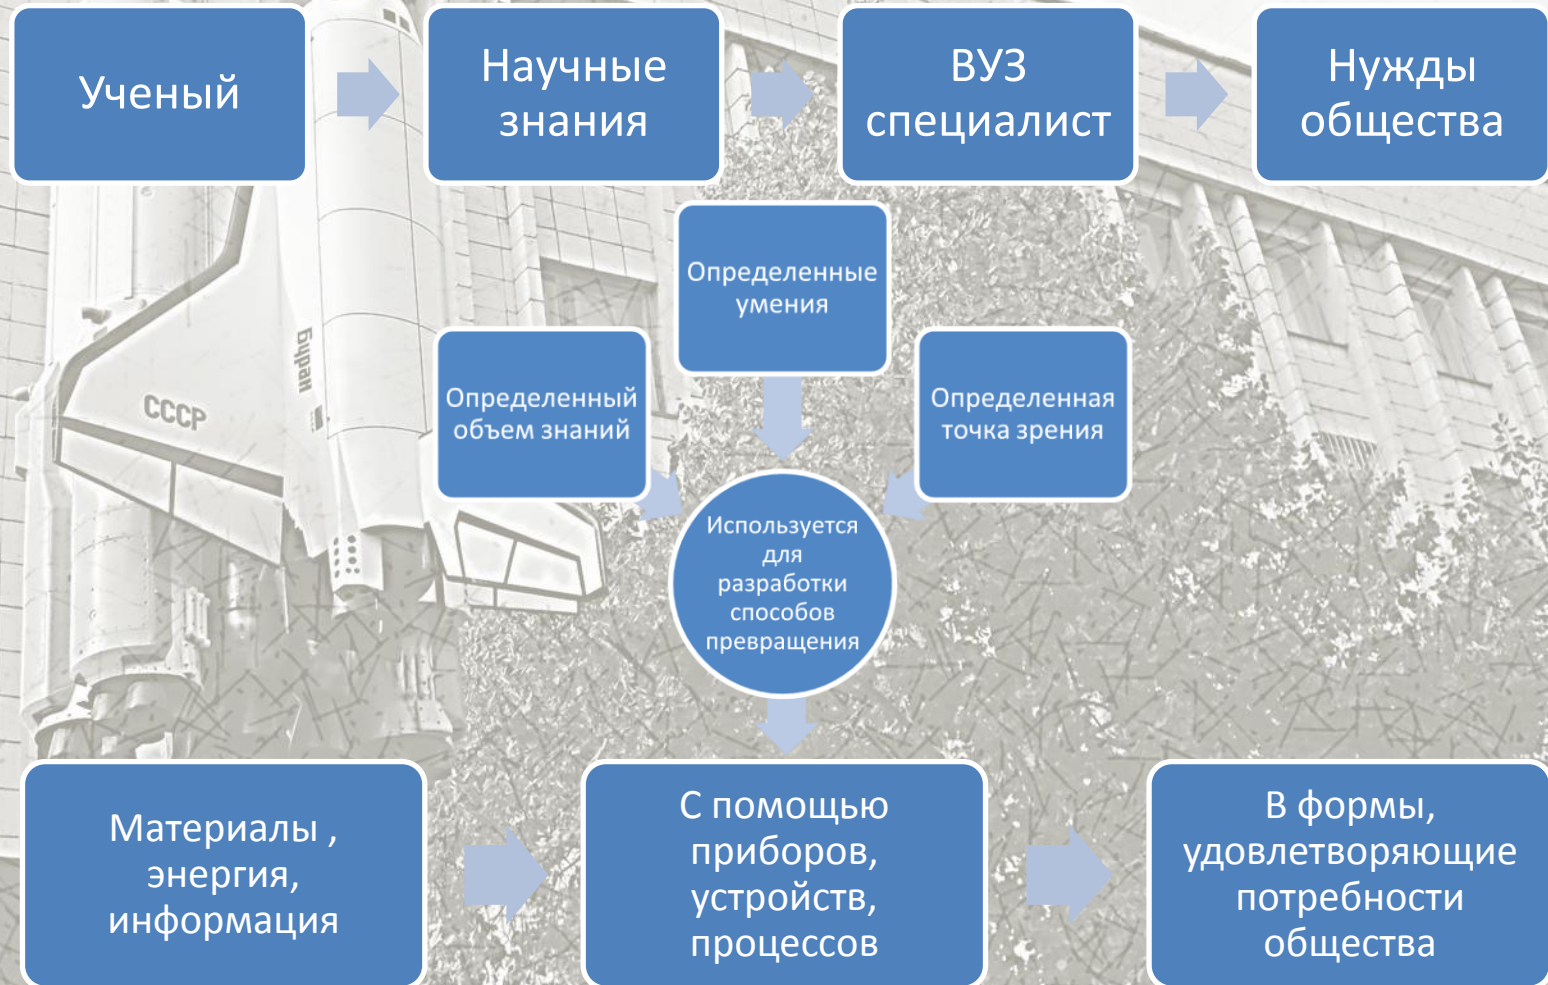 Ученый
Научные
знания
ВУЗ
специалист
Нужды
общества
Определенные
умения
Определенный
объем знаний
Определенная
точка зрения
Используется
для
разработки
способов
превращения
Буран
СССР
Материалы ,
энергия,
информация
С помощью
приборов,
устройств,
процессов
В формы,
удовлетворяющие
потребности
общества